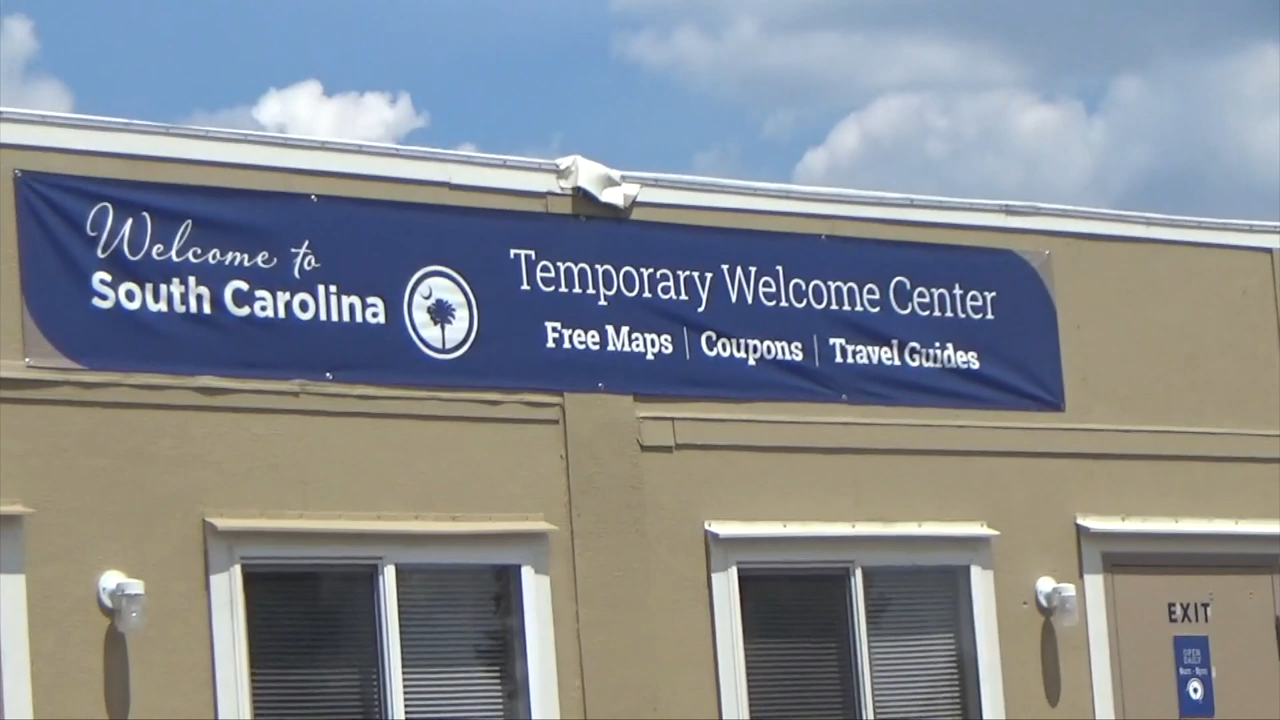 Welcome to
South Carolina
Temporary Welcome Center
Free Maps | Coupons | Travel Guides
EXIT
OPEN
DAILY